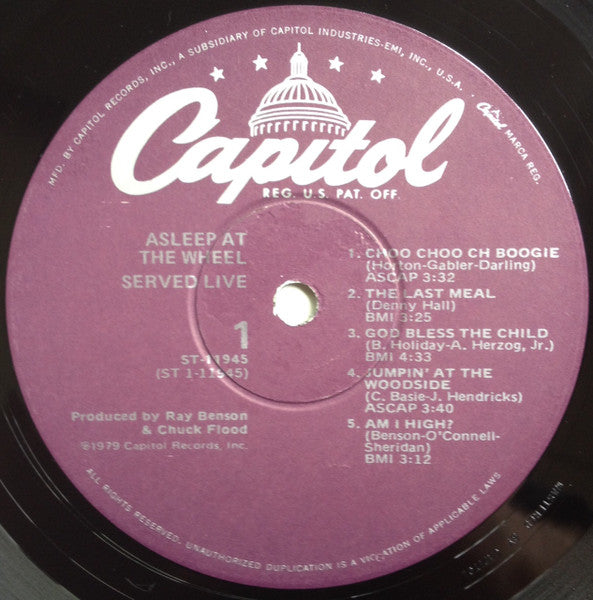 MFD. BY CAPITOL RECORDS, INC., A SUBSIDIARY OF CAPITOL INDUSTRIES-EMI, INC., U.S.A.
Capitol MARCA REG.
Capitol
REG. U.S. PAT. OFF.
ASLEEP AT
THE WHEEL
SERVED LIVE
1
ST-11945
(ST 1-11945)
Produced by Ray Benson
& Chuck Flood
℗1979 Capitol Records, Inc.
1. CHOO CHOO CH BOOGIE
(Horton-Gabler-Darling)
ASCAP 3:32
2. THE LAST MEAL
(Denny Hall)
BMI 3:25
3. GOD BLESS THE CHILD
(B. Holiday-A. Herzog, Jr.)
BMI 4:33
4. JUMPIN' AT THE
WOODSIDE
(C. Basie-J. Hendricks)
ASCAP 3:40
5. AM I HIGH?
(Benson-O'Connell-
Sheridan)
BMI 3:12
ALL RIGHTS RESERVED. UNAUTHORIZED DUPLICATION IS A VIOLATION OF APPLICABLE LAWS